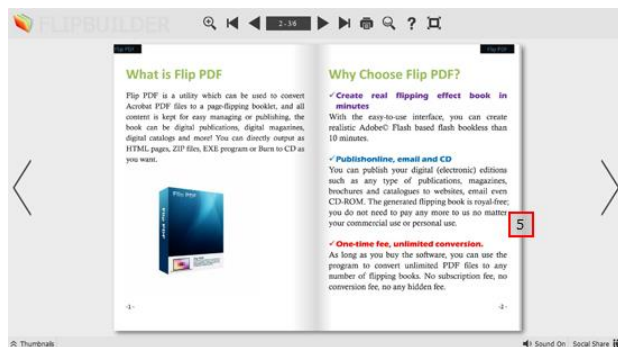 FLIPBUILDER
2 - 3/6
Flip PDF
Flip PDF
What is Flip PDF
Flip PDF is a utility which can be used to convert
Acrobat PDF files to a page-flipping booklet, and all
content is kept for easy managing or publishing, the
book can be digital publications, digital magazines,
digital catalogs and more! You can directly output as
HTML pages, ZIP files, EXE program or Burn to CD as
you want.
Flip PDF
Flip PDF
-1-
Why Choose Flip PDF?
✓Create real flipping effect book in
minutes
With the easy-to-use interface, you can create
realistic Adobe© Flash based flash bookless than
10 minutes.
✓Publishonline, email and CD
You can publish your digital (electronic) editions
such as any type of publications, magazines,
brochures and catalogues to websites, email even
CD-ROM. The generated flipping book is royal-free;
you do not need to pay any more to us no matter
your commercial use or personal use.
5
✓One-time fee, unlimited conversion.
As long as you buy the software, you can use the
program to convert unlimited PDF files to any
number of flipping books. No subscription fee, no
conversion fee, no any hidden fee.
-2-
Thumbnails
Sound On
Social Share